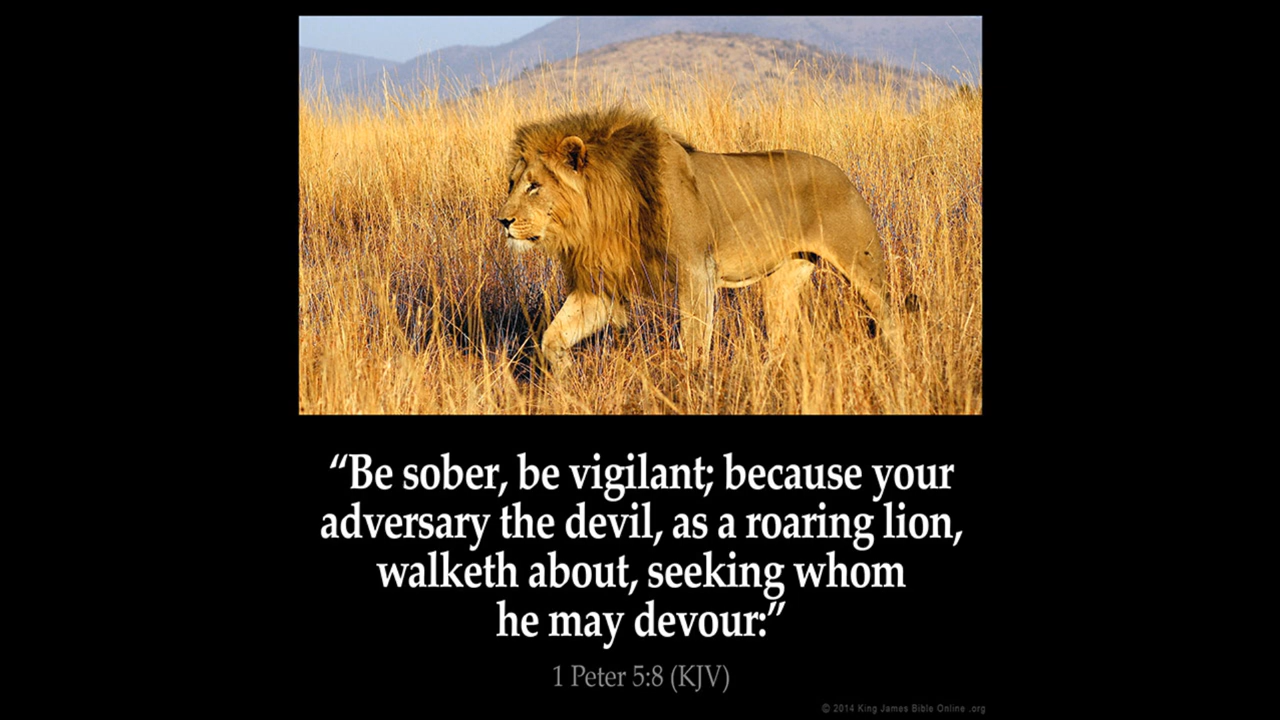 “Be sober, be vigilant; because your
adversary the devil, as a roaring lion,
walketh about, seeking whom
he may devour:”
1 Peter 5:8 (KJV)
© 2014 King James Bible Online .org